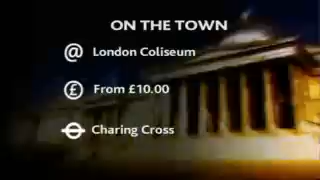 ON THE TOWN
@ London Coliseum
£ From £10.00
Charing Cross